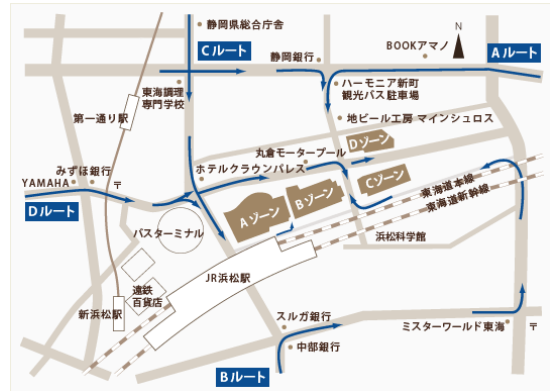 静岡県総合庁舎
Cルート
静岡銀行
BOOKアマノ
N
Aルート
東海調理
専門学校
ハーモニア新町
観光バス駐車場
第一通り駅
地ビール工房 マインシュロス
Dゾーン
丸倉モータープール
みずほ銀行
YAMAHA
〒
ホテルクラウンパレス
Cゾーン
Bゾーン
Aゾーン
東海道本線
東海道新幹線
Dルート
バスターミナル
浜松科学館
JR浜松駅
遠鉄
百貨店
新浜松駅
スルガ銀行
ミスターワールド東海
〒
中部銀行
Bルート